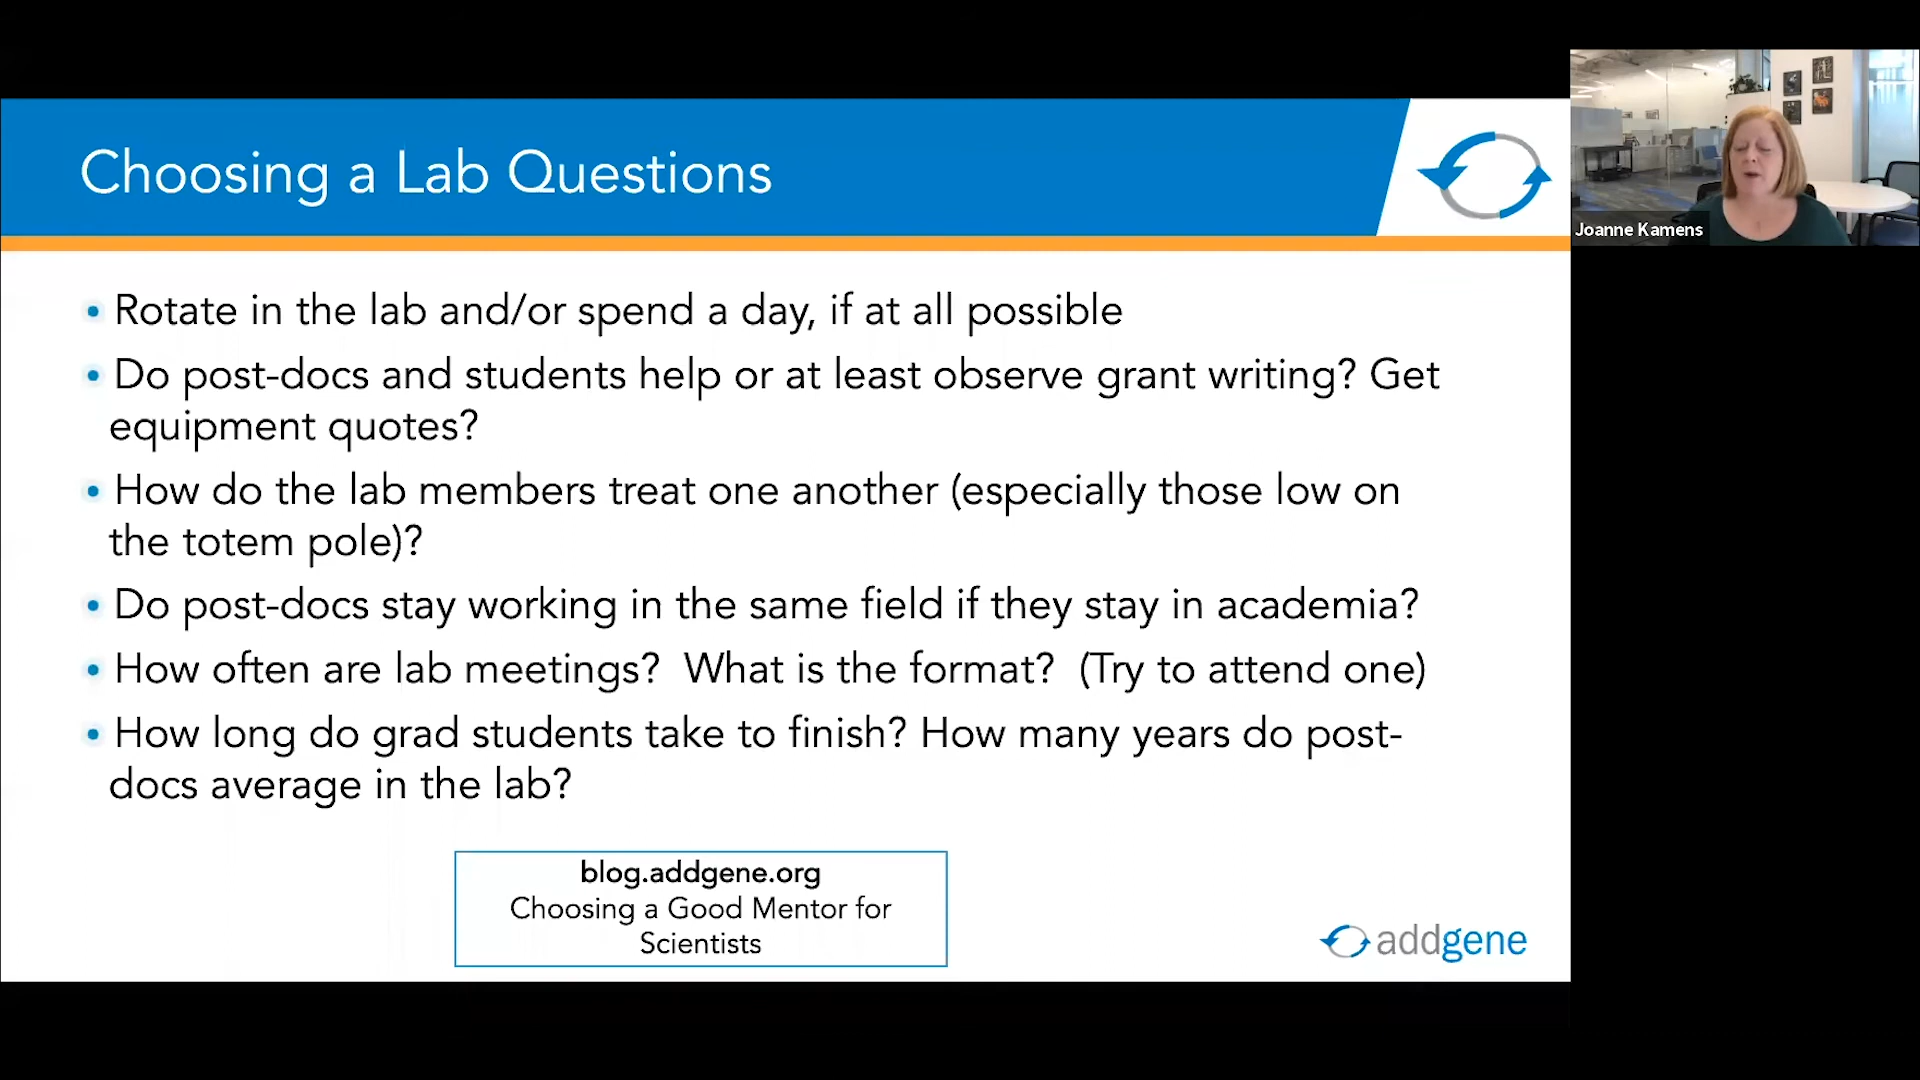 Choosing a Lab Questions
Joanne Kamens
• Rotate in the lab and/or spend a day, if at all possible
• Do post-docs and students help or at least observe grant writing? Get
equipment quotes?
• How do the lab members treat one another (especially those low on
the totem pole)?
• Do post-docs stay working in the same field if they stay in academia?
• How often are lab meetings?  What is the format?  (Try to attend one)
• How long do grad students take to finish? How many years do post-
docs average in the lab?
blog.addgene.org
Choosing a Good Mentor for
Scientists
addgene